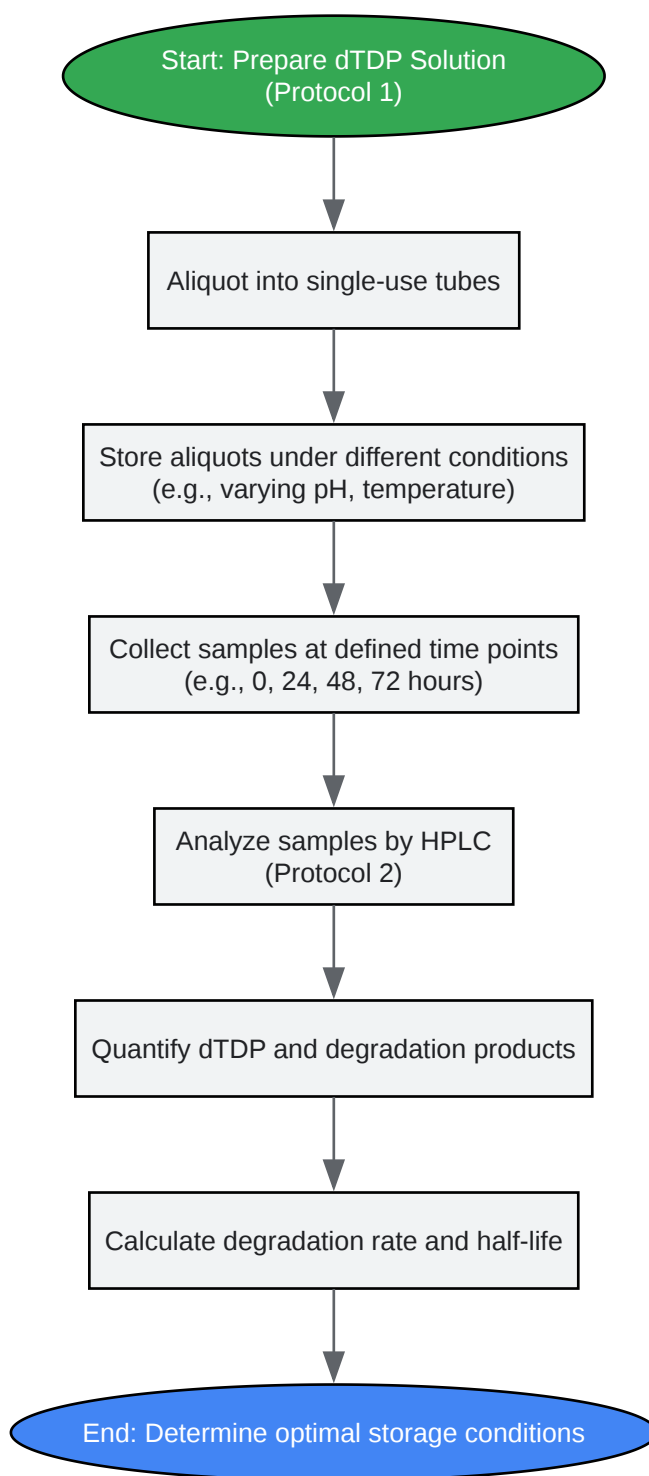 Start: Prepare dTDP Solution
(Protocol 1)
Aliquot into single-use tubes
Store aliquots under different conditions
(e.g., varying pH, temperature)
Collect samples at defined time points
(e.g., 0, 24, 48, 72 hours)
Analyze samples by HPLC
(Protocol 2)
Quantify dTDP and degradation products
Calculate degradation rate and half-life
End: Determine optimal storage conditions